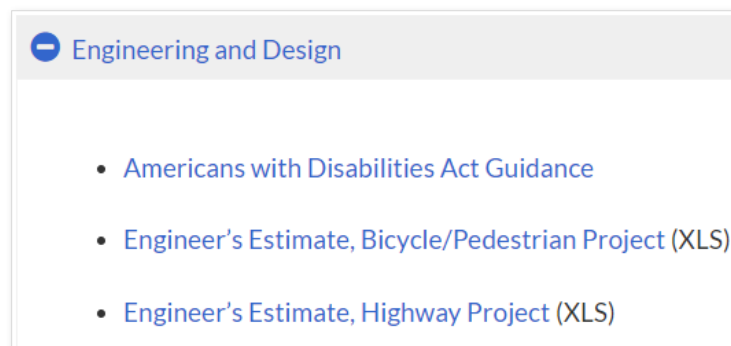 Engineering and Design
Americans with Disabilities Act Guidance
Engineer’s Estimate, Bicycle/Pedestrian Project (XLS)
Engineer’s Estimate, Highway Project (XLS)